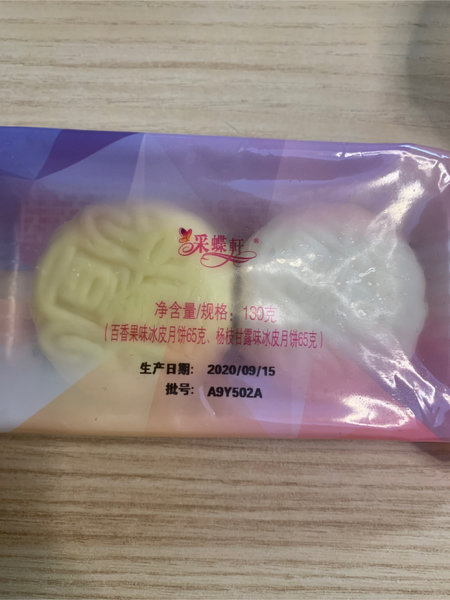 采蝶轩®
净含量/规格：130克
（百香果味冰皮月饼65克、杨枝甘露味冰皮月饼65克）
生产日期： 2020/09/15
批号： A9Y502A